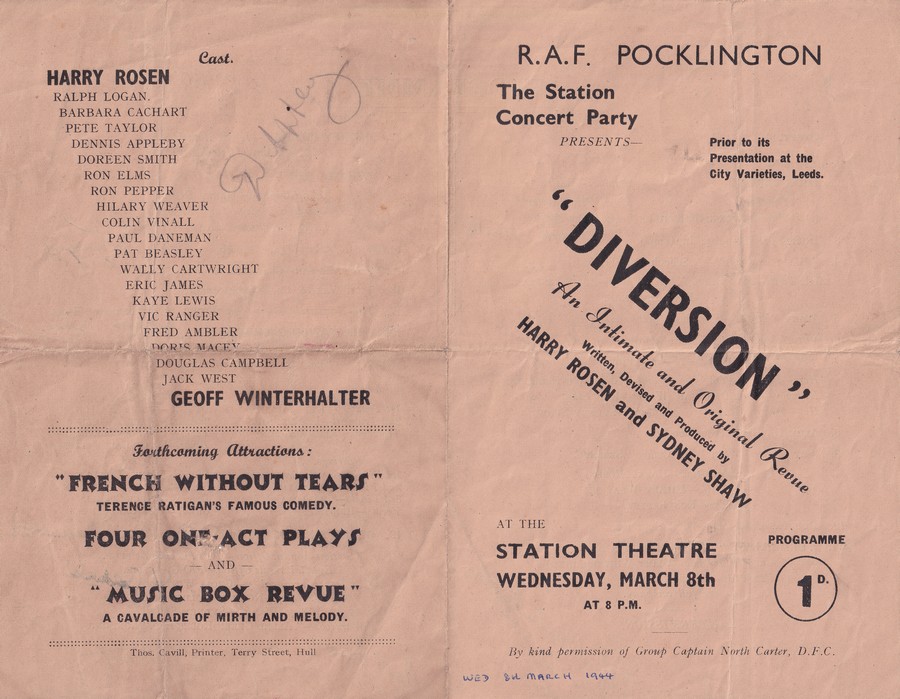 Cast.
HARRY ROSEN
RALPH LOGAN.
BARBARA CACHART
PETE TAYLOR
DENNIS APPLEBY
DOREEN SMITH
RON ELMS
RON PEPPER
HILARY WEAVER
COLIN VINALL
PAUL DANEMAN
PAT BEASLEY
WALLY CARTWRIGHT
ERIC JAMES
KAYE LEWIS
VIC RANGER
FRED AMBLER
DORIS MACEY
DOUGLAS CAMPBELL
JACK WEST
GEOFF WINTERHALTER
Forthcoming Attractions:
"FRENCH WITHOUT TEARS"
TERENCE RATIGAN'S FAMOUS COMEDY.
FOUR ONE-ACT PLAYS
— AND —
"MUSIC BOX REVUE"
A CAVALCADE OF MIRTH AND MELODY.
Thos. Cavill, Printer, Terry Street, Hull
R.A.F. POCKLINGTON
The Station
Concert Party
PRESENTS—
Prior to its
Presentation at the
City Varieties, Leeds.
"DIVERSION"
An Intimate and Original Revue
Written, Devised and Produced by
HARRY ROSEN and SYDNEY SHAW
AT THE
STATION THEATRE
WEDNESDAY, MARCH 8th
AT 8 P.M.
PROGRAMME
1D.
By kind permission of Group Captain North Carter, D.F.C.
WED 8th MARCH 1944